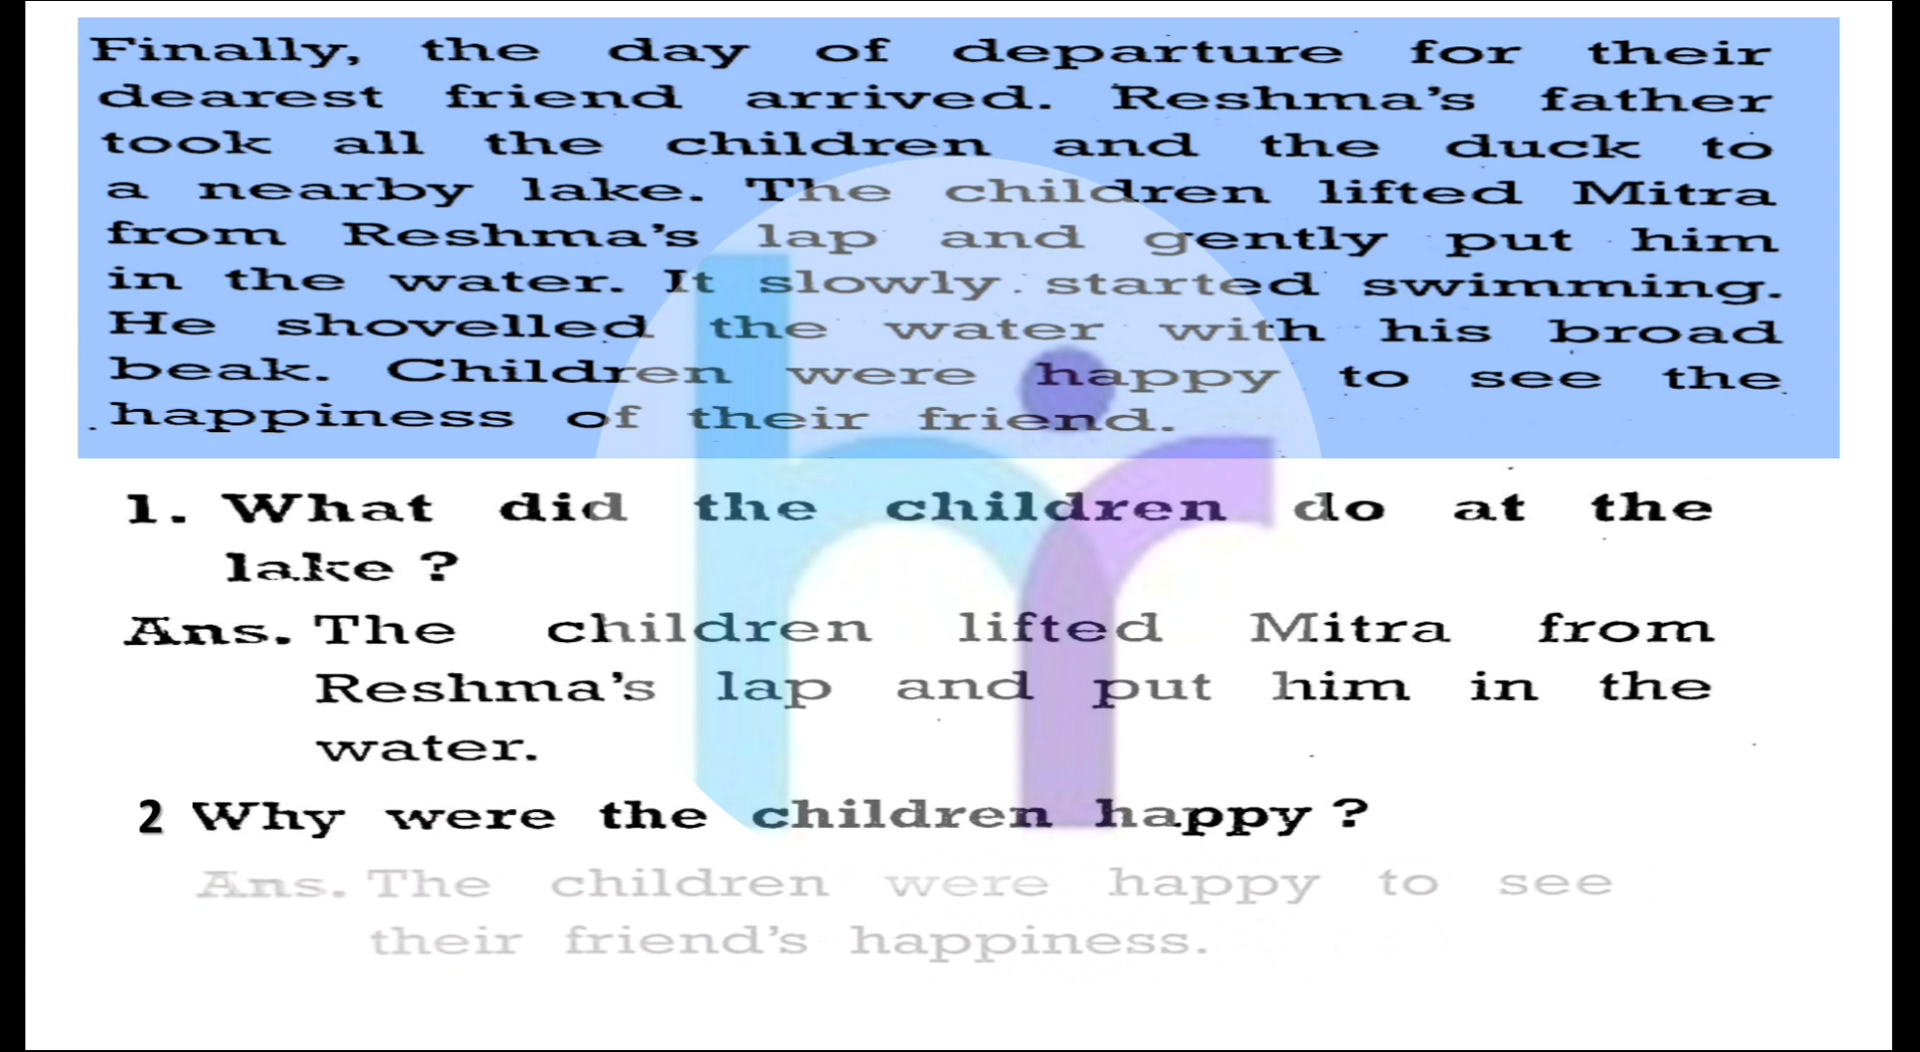 Finally, the day of departure for their
dearest friend arrived. Reshma's father
took all the children and the duck to
a nearby lake. The children lifted Mitra
from Reshma's lap and gently put him
in the water. It slowly started swimming.
He shovelled the water with his broad
beak. Children were happy to see the
happiness of their friend.
1. What did the children do at the
lake ?
Ans. The children lifted Mitra from
Reshma's lap and put him in the
water.
2 Why were the children happy ?
Ans. The children were happy to see
their friend's happiness.